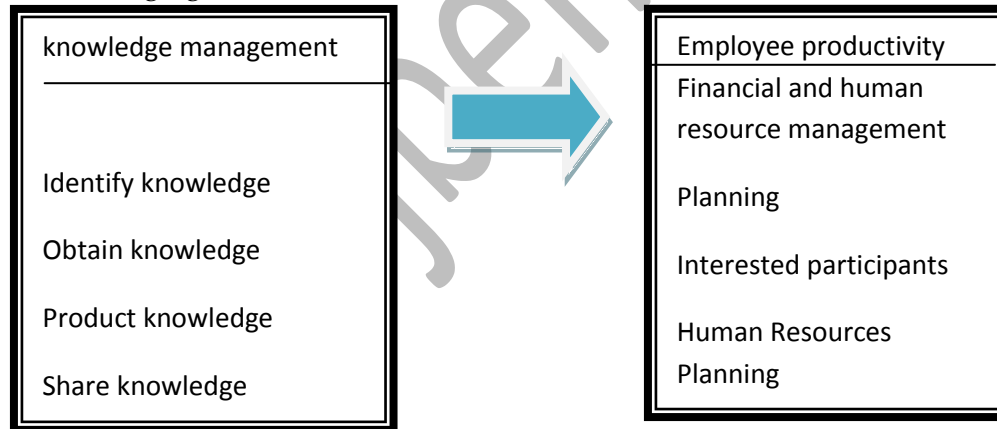 knowledge management
Identify knowledge
Obtain knowledge
Product knowledge
Share knowledge
Employee productivity
Financial and human
resource management
Planning
Interested participants
Human Resources
Planning